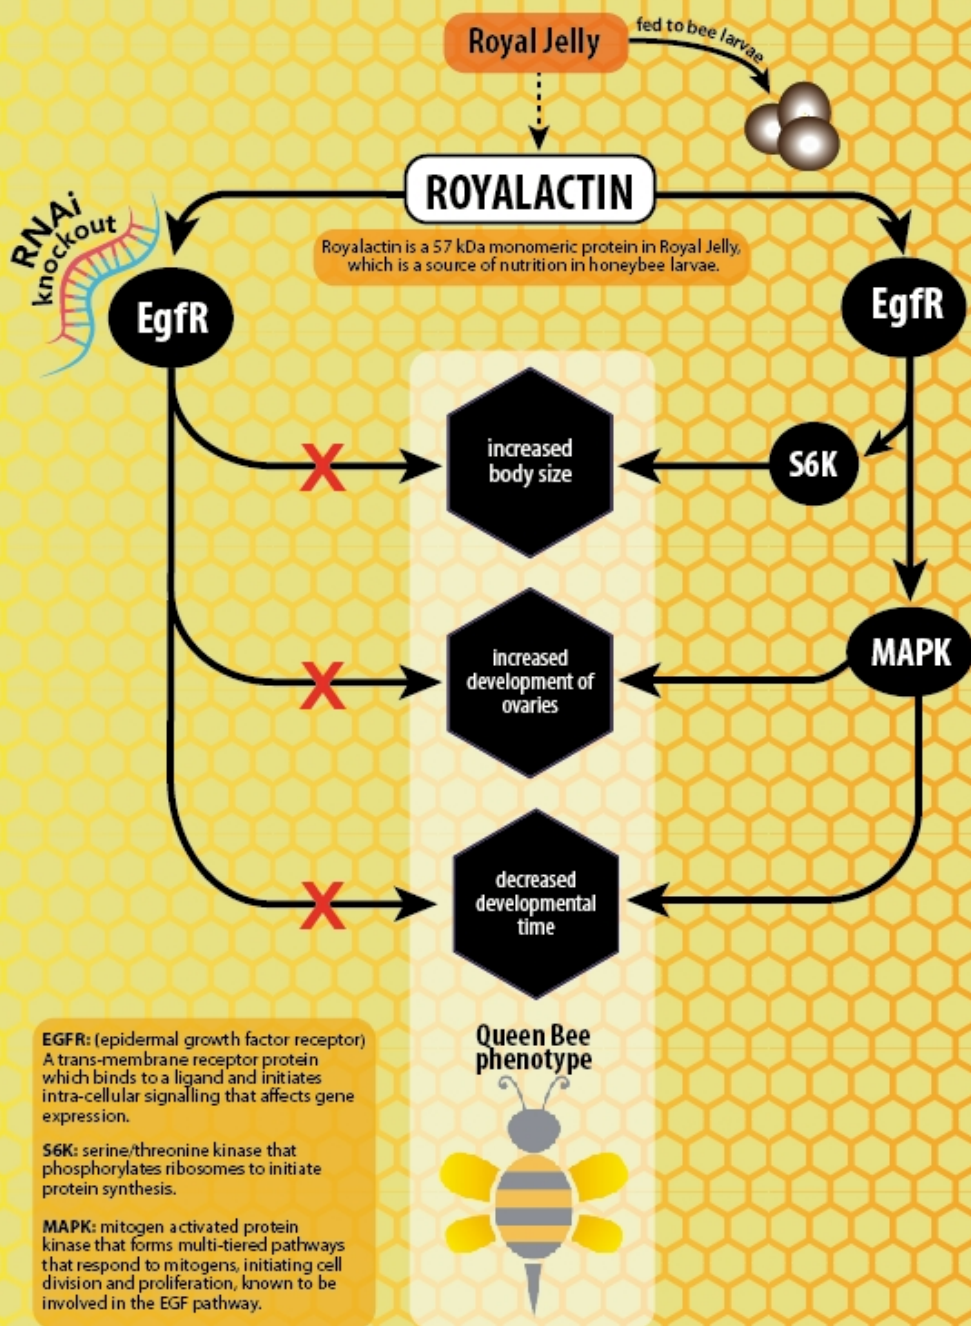 Royal Jelly
fed to bee larvae
ROYALACTIN
Royalactin is a 57 kDa monomeric protein in Royal Jelly,
which is a source of nutrition in honeybee larvae.
RNAi
knockout
EgfR
EgfR
increased
body size
S6K
X
increased
development of
ovaries
MAPK
X
decreased
developmental
time
X
Queen Bee
phenotype
EGFR: (epidermal growth factor receptor)
A trans-membrane receptor protein
which binds to a ligand and initiates
intra-cellular signalling that affects gene
expression.
S6K: serine/threonine kinase that
phosphorylates ribosomes to initiate
protein synthesis.
MAPK: mitogen activated protein
kinase that forms multi-tiered pathways
that respond to mitogens, initiating cell
division and proliferation, known to be
involved in the EGF pathway.